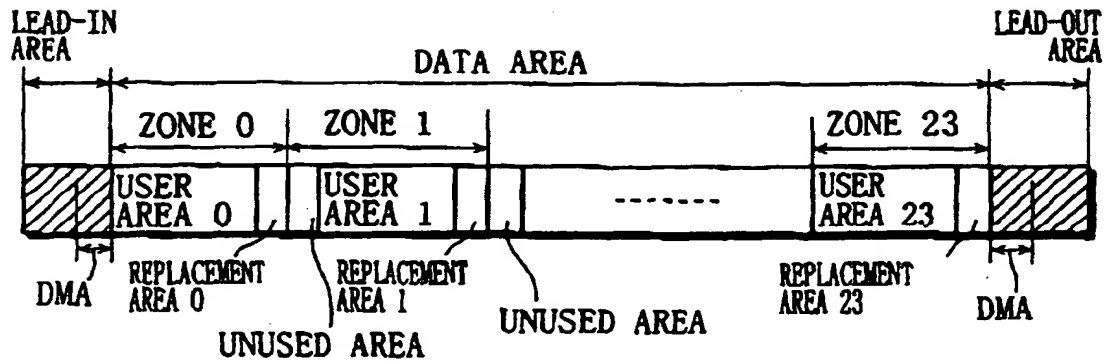 LEAD-IN
AREA
LEAD-OUT
AREA
DATA AREA
ZONE 0
ZONE 1
ZONE 23
USER
AREA 0
USER
AREA 1
USER
AREA 23
DMA
REPLACEMENT
AREA 0
REPLACEMENT
AREA 1
REPLACEMENT
AREA 23
DMA
UNUSED AREA
UNUSED AREA